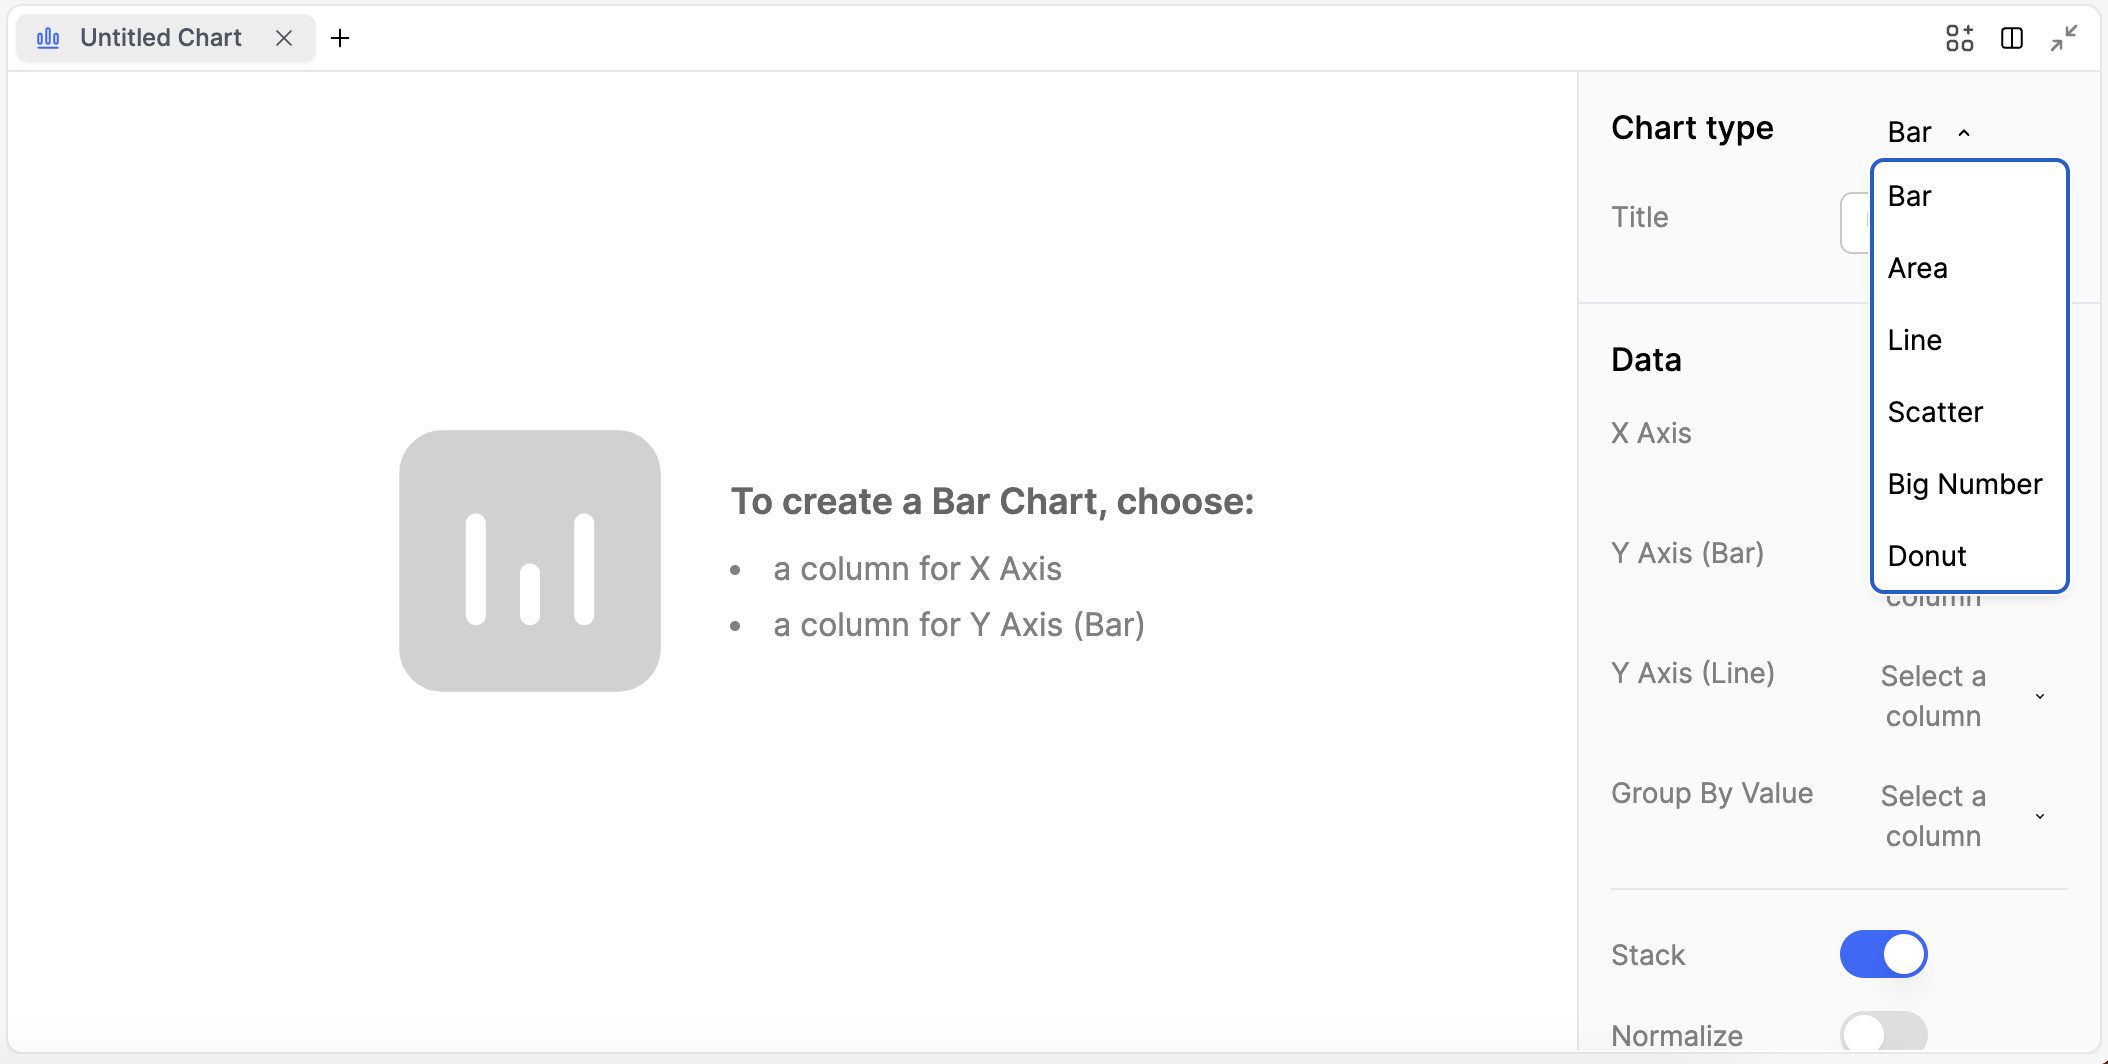 Untitled Chart
Chart type
Bar
Bar
Area
Line
Scatter
Big Number
Donut
Title
Data
X Axis
Y Axis (Bar)
column
Y Axis (Line)
Select a
column
Group By Value
Select a
column
Stack
Normalize
To create a Bar Chart, choose:
• a column for X Axis
• a column for Y Axis (Bar)